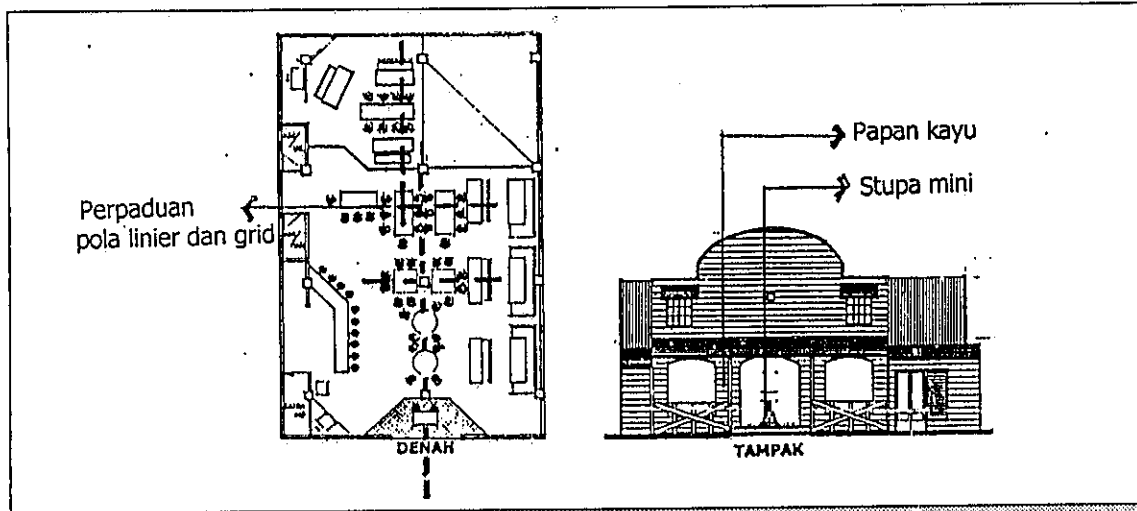 Perpaduan
pola linier dan grid
DENAH
Papan kayu
Stupa mini
TAMPAK